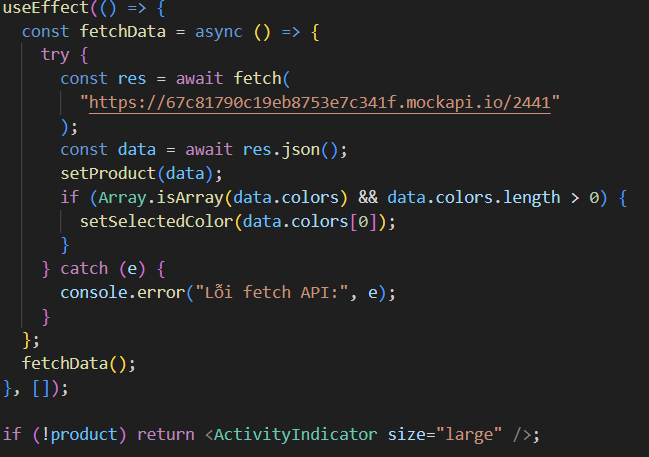 useEffect(() => {
  const fetchData = async () => {
    try {
      const res = await fetch(
        "https://67c81790c19eb8753e7c341f.mockapi.io/2441"
      );
      const data = await res.json();
      setProduct(data);
      if (Array.isArray(data.colors) && data.colors.length > 0) {
        setSelectedColor(data.colors[0]);
      }
    } catch (e) {
      console.error("Lỗi fetch API:", e);
    }
  };
  fetchData();
}, []);

if (!product) return <ActivityIndicator size="large" />;